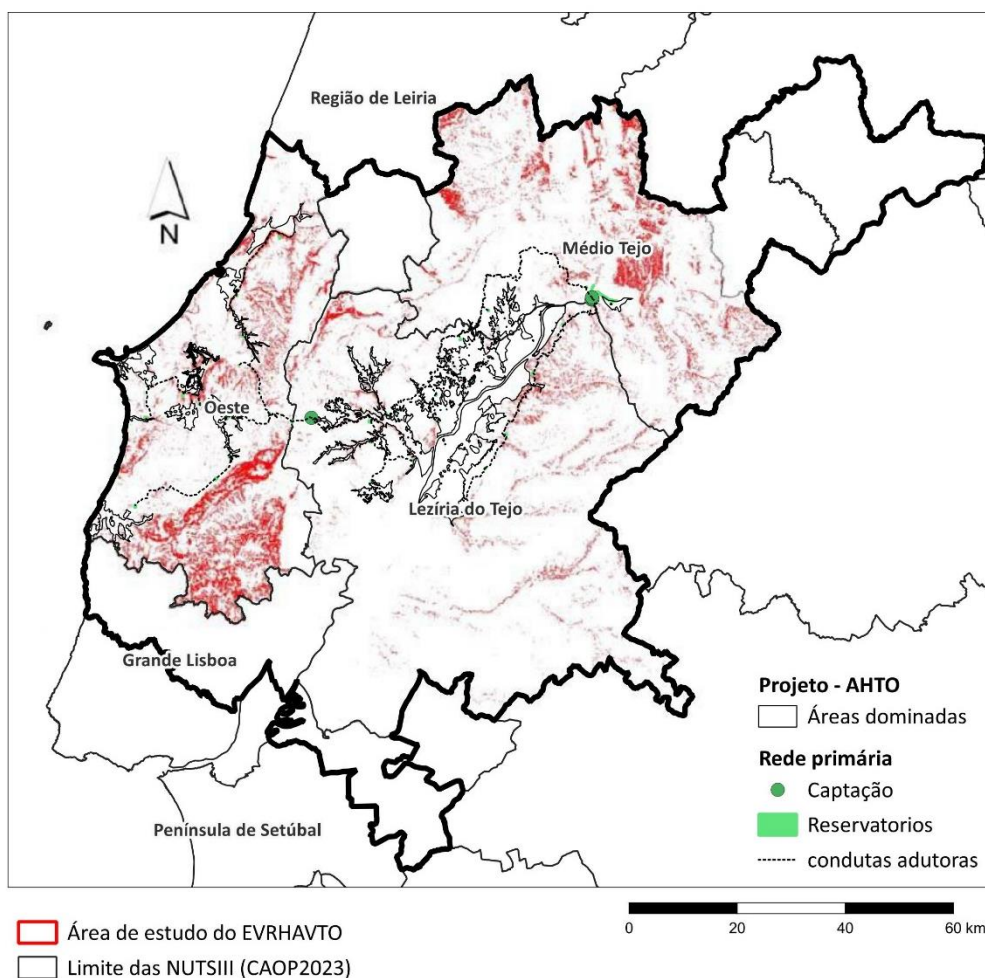 Região de Leiria
N
Médio Tejo
Oeste
Lezíria do Tejo
Grande Lisboa
Península de Setúbal
Projeto - AHTO
Áreas dominadas
Rede primária
Captação
Reservatorios
condutas adutoras
Área de estudo do EVRHAVTO
Limite das NUTSIII (CAOP2023)
0 20 40 60 km